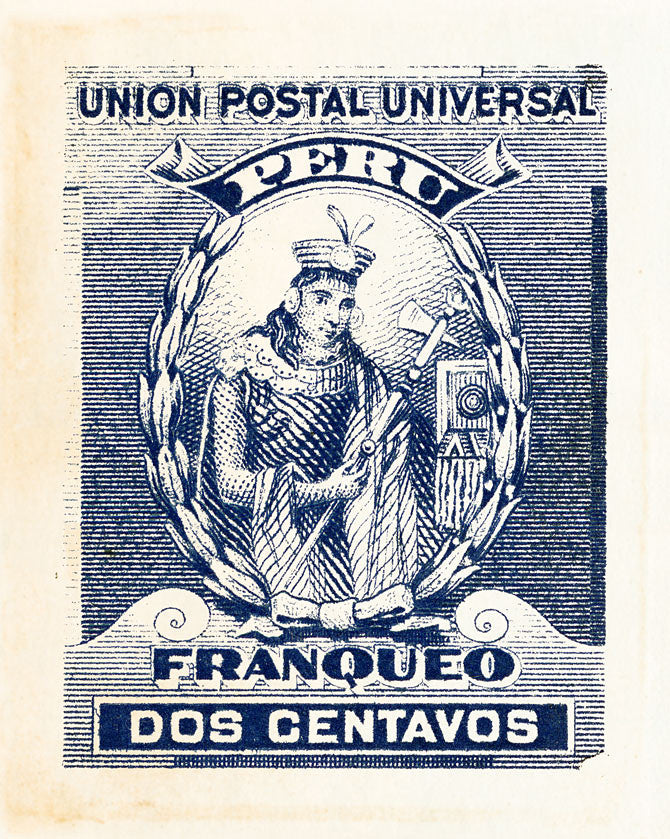 UNION POSTAL UNIVERSAL
PERU
FRANQUEO
DOS CENTAVOS